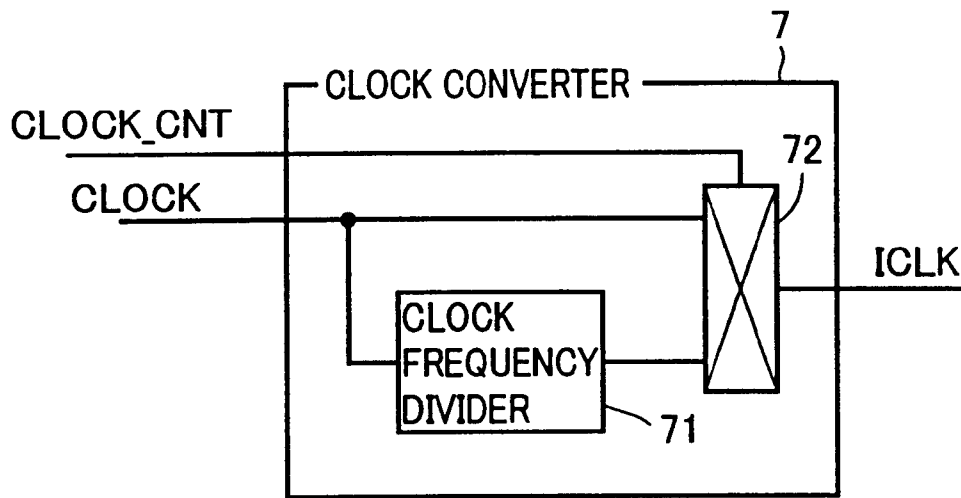 7
CLOCK CONVERTER
CLOCK_CNT
72
CLOCK
ICLK
CLOCK
FREQUENCY
DIVIDER
71